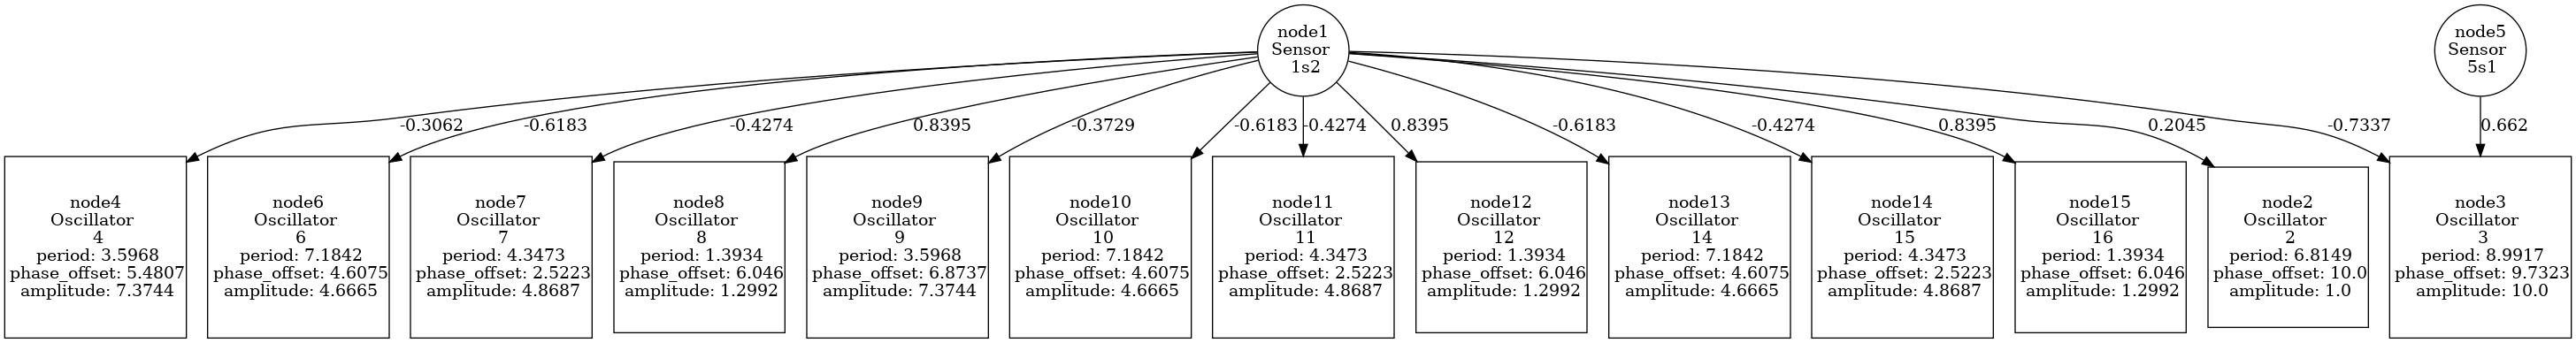 node1
Sensor
1s2
node5
Sensor
5s1
-0.3062
-0.6183
-0.4274
0.8395
-0.3729
-0.6183
-0.4274
0.8395
-0.6183
-0.4274
0.8395
0.2045
-0.7337
0.662
node4
Oscillator
4
period: 3.5968
phase_offset: 5.4807
amplitude: 7.3744
node6
Oscillator
6
period: 7.1842
phase_offset: 4.6075
amplitude: 4.6665
node7
Oscillator
7
period: 4.3473
phase_offset: 2.5223
amplitude: 4.8687
node8
Oscillator
8
period: 1.3934
phase_offset: 6.046
amplitude: 1.2992
node9
Oscillator
9
period: 3.5968
phase_offset: 6.8737
amplitude: 7.3744
node10
Oscillator
10
period: 7.1842
phase_offset: 4.6075
amplitude: 4.6665
node11
Oscillator
11
period: 4.3473
phase_offset: 2.5223
amplitude: 4.8687
node12
Oscillator
12
period: 1.3934
phase_offset: 6.046
amplitude: 1.2992
node13
Oscillator
14
period: 7.1842
phase_offset: 4.6075
amplitude: 4.6665
node14
Oscillator
15
period: 4.3473
phase_offset: 2.5223
amplitude: 4.8687
node15
Oscillator
16
period: 1.3934
phase_offset: 6.046
amplitude: 1.2992
node2
Oscillator
2
period: 6.8149
phase_offset: 10.0
amplitude: 1.0
node3
Oscillator
3
period: 8.9917
phase_offset: 9.7323
amplitude: 10.0